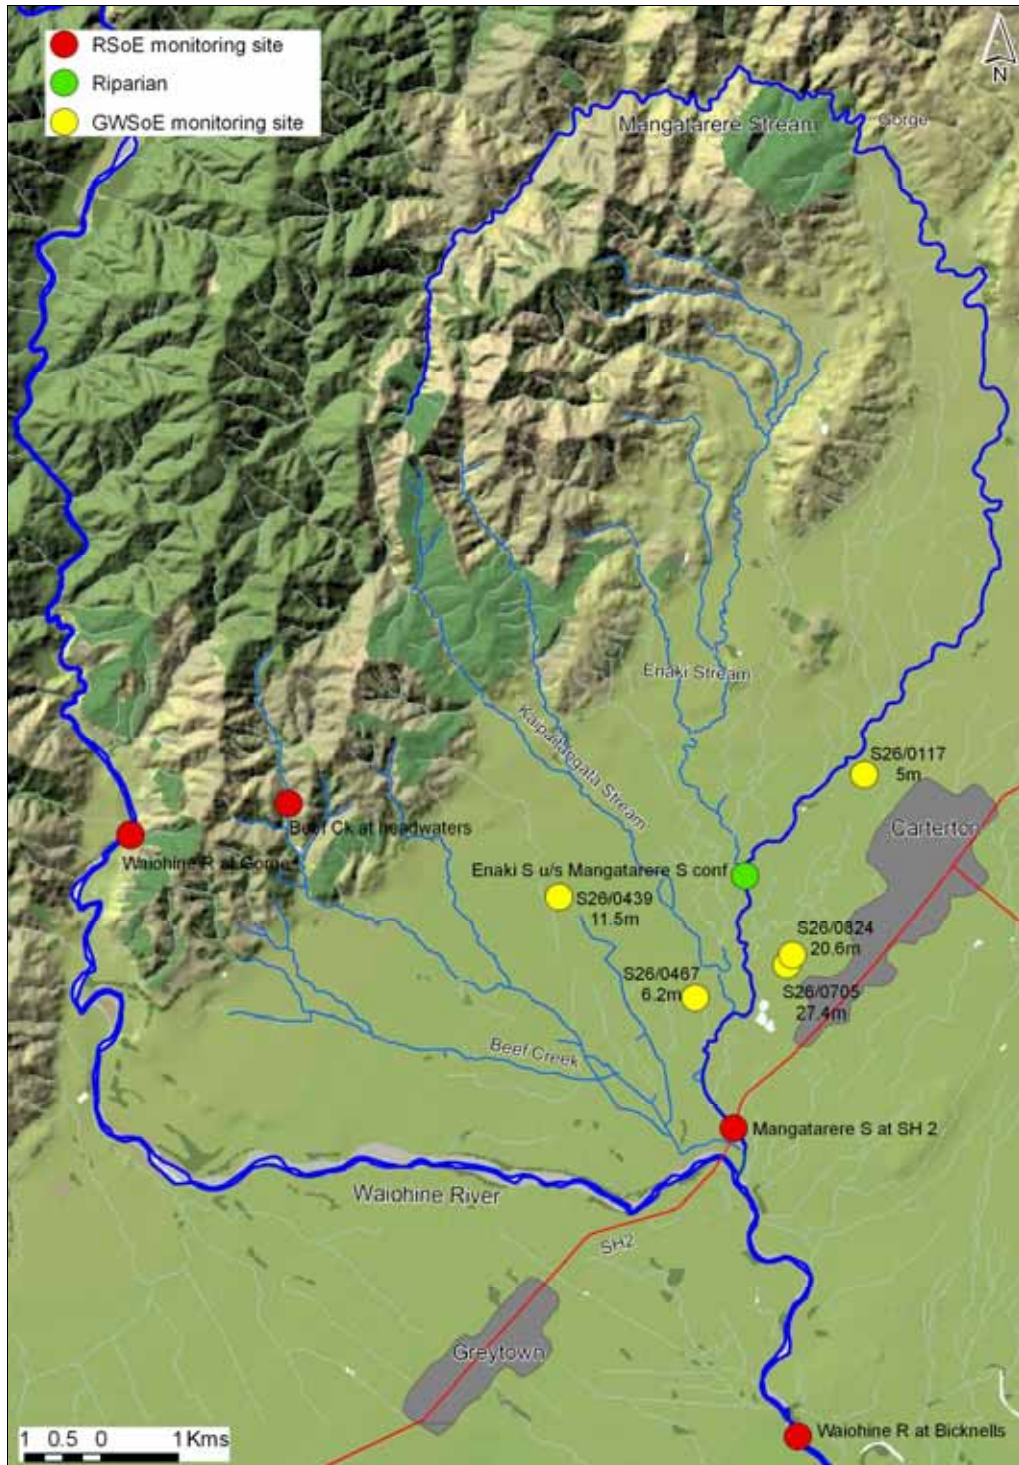 RSoE monitoring site
Riparian
GWSoE monitoring site
N
Mangatarere Stream
Gorge
Enaki Stream
Kaipaitangata Stream
S26/0117
5m
Carterton
Beef Ck at headwaters
Waiohine R at Gorge
Enaki S u/s Mangatarere S conf
S26/0439
11.5m
S26/0824
20.6m
S26/0467
6.2m
S26/0705
27.4m
Beef Creek
Mangatarere S at SH 2
Waiohine River
SH2
Greytown
Waiohine R at Bicknells
1 0.5 0 1 Kms